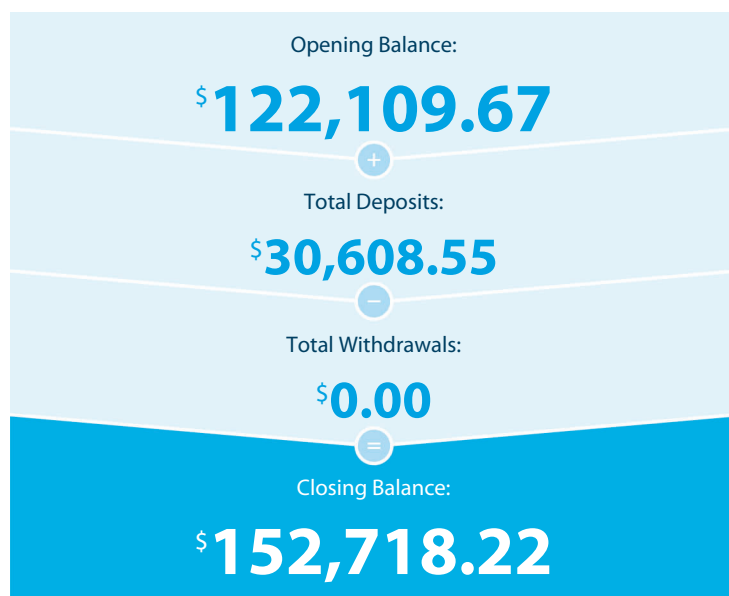 Opening Balance:
$122,109.67
+
Total Deposits:
$30,608.55
−
Total Withdrawals:
$0.00
=
Closing Balance:
$152,718.22